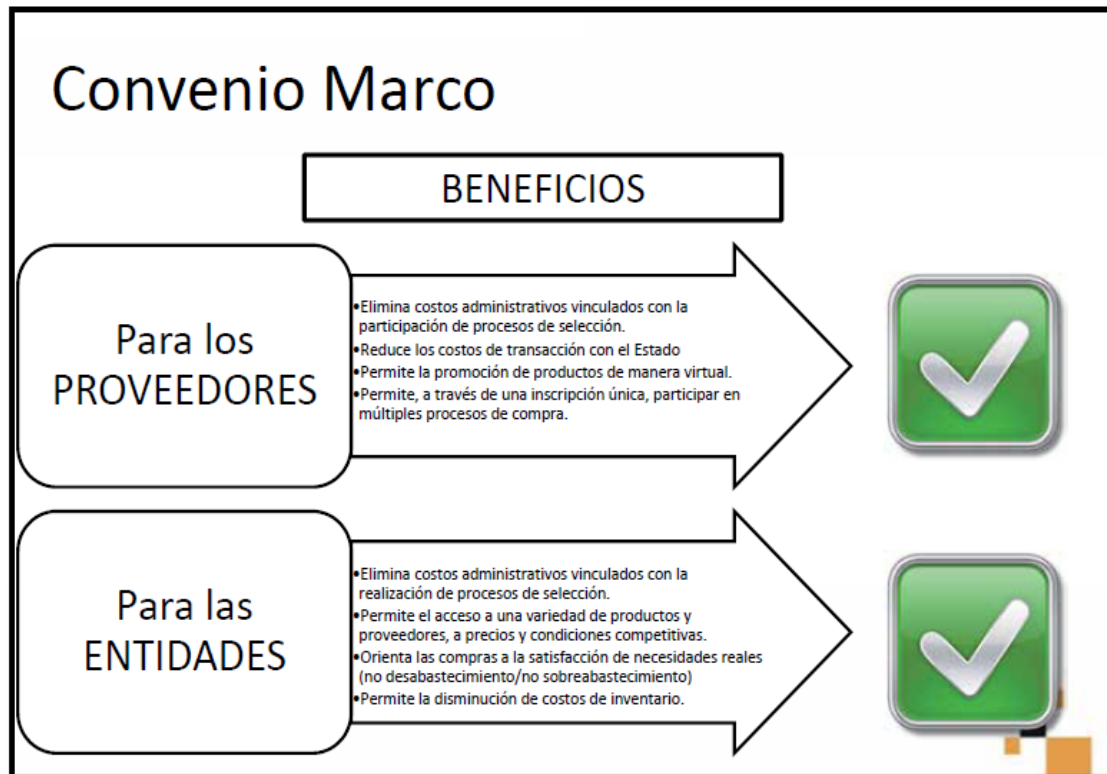 Convenio Marco
BENEFICIOS
Para los
PROVEEDORES
•Elimina costos administrativos vinculados con la
participación de procesos de selección.
•Reduce los costos de transacción con el Estado
•Permite la promoción de productos de manera virtual.
•Permite, a través de una inscripción única, participar en
múltiples procesos de compra.
Para las
ENTIDADES
•Elimina costos administrativos vinculados con la
realización de procesos de selección.
•Permite el acceso a una variedad de productos y
proveedores, a precios y condiciones competitivas.
•Orienta las compras a la satisfacción de necesidades reales
(no desabastecimiento/no sobreabastecimiento)
•Permite la disminución de costos de inventario.